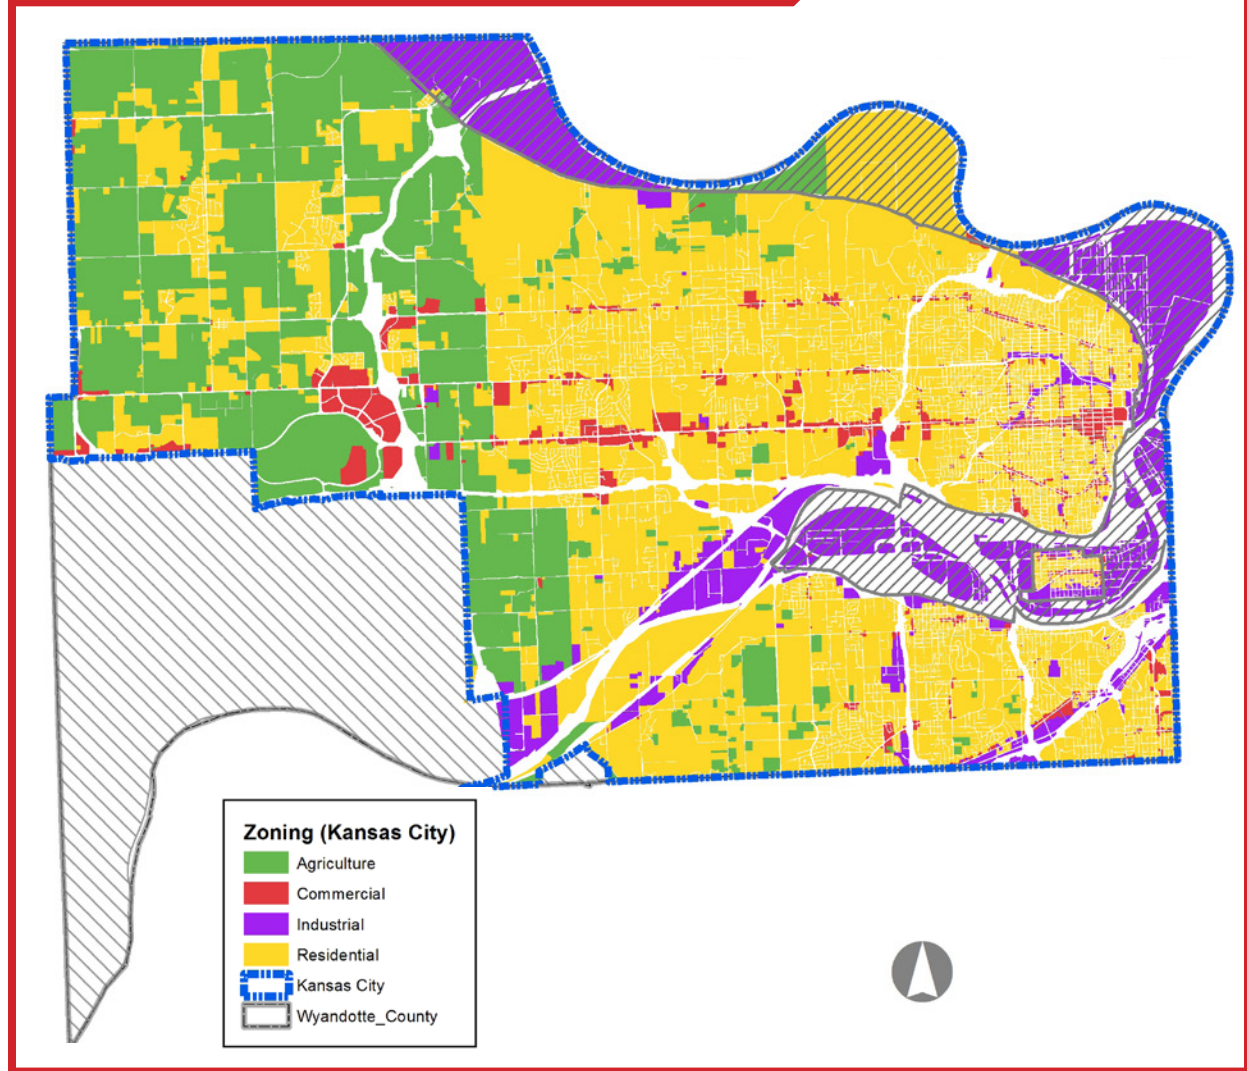 Zoning (Kansas City)
Agriculture
Commercial
Industrial
Residential
Kansas City
Wyandotte_County